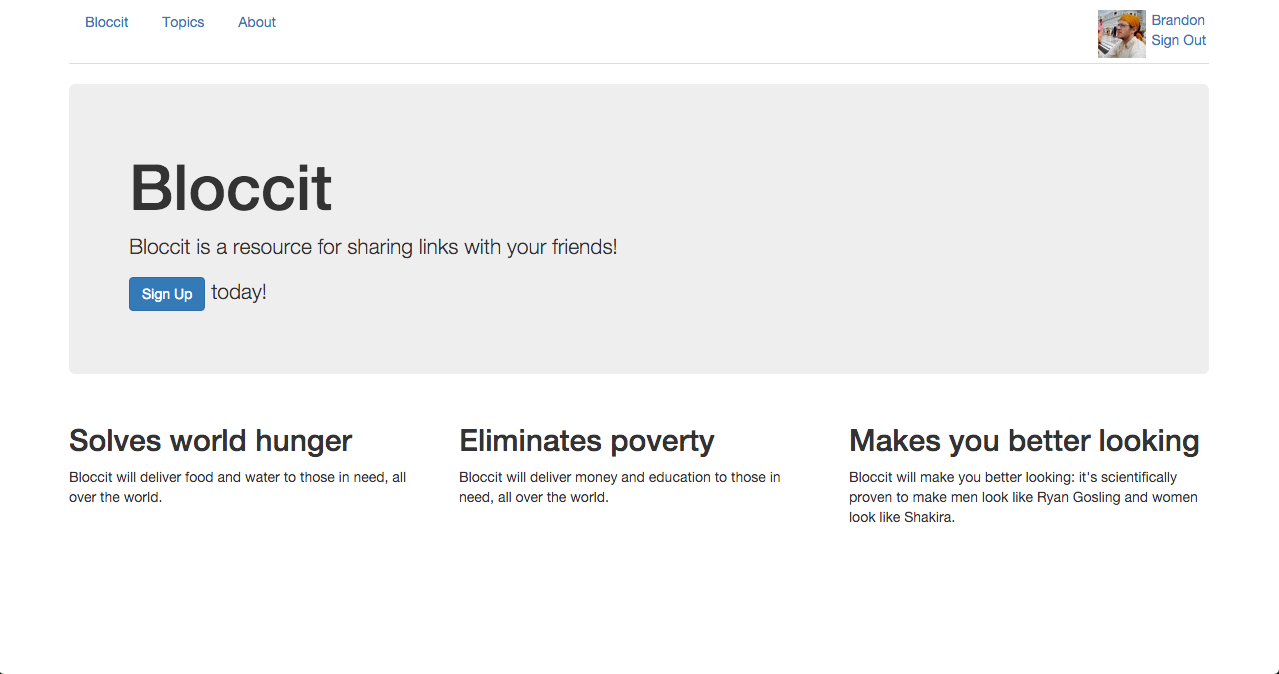 Bloccit Topics About Brandon
Sign Out
Bloccit
Bloccit is a resource for sharing links with your friends!
Sign Up today!
Solves world hunger
Bloccit will deliver food and water to those in need, all
over the world.
Eliminates poverty
Bloccit will deliver money and education to those in
need, all over the world.
Makes you better looking
Bloccit will make you better looking: it's scientifically
proven to make men look like Ryan Gosling and women
look like Shakira.